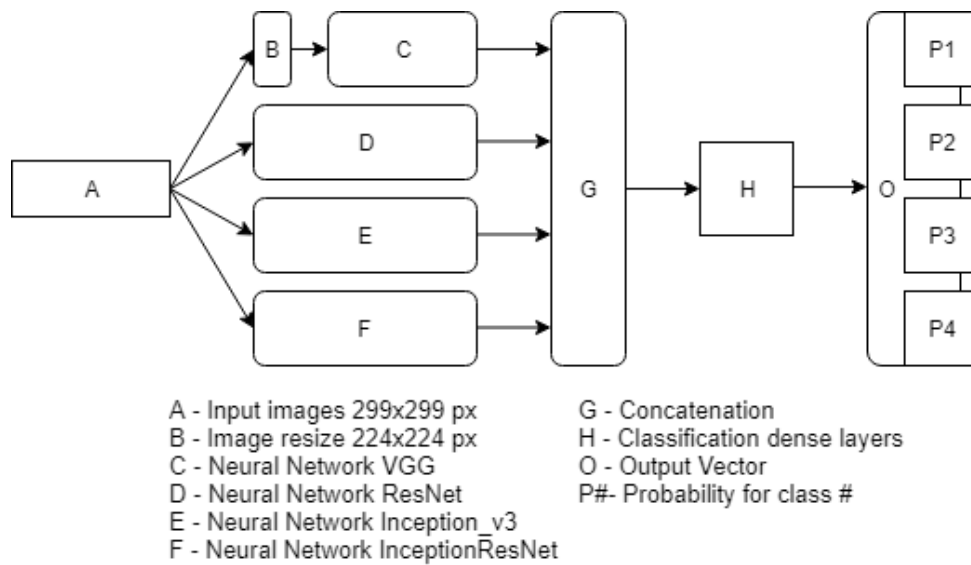 B
C
P1
D
P2
A
G
H
O
E
P3
F
P4
A - Input images 299x299 px
B - Image resize 224x224 px
C - Neural Network VGG
D - Neural Network ResNet
E - Neural Network Inception_v3
F - Neural Network InceptionResNet
G - Concatenation
H - Classification dense layers
O - Output Vector
P#- Probability for class #